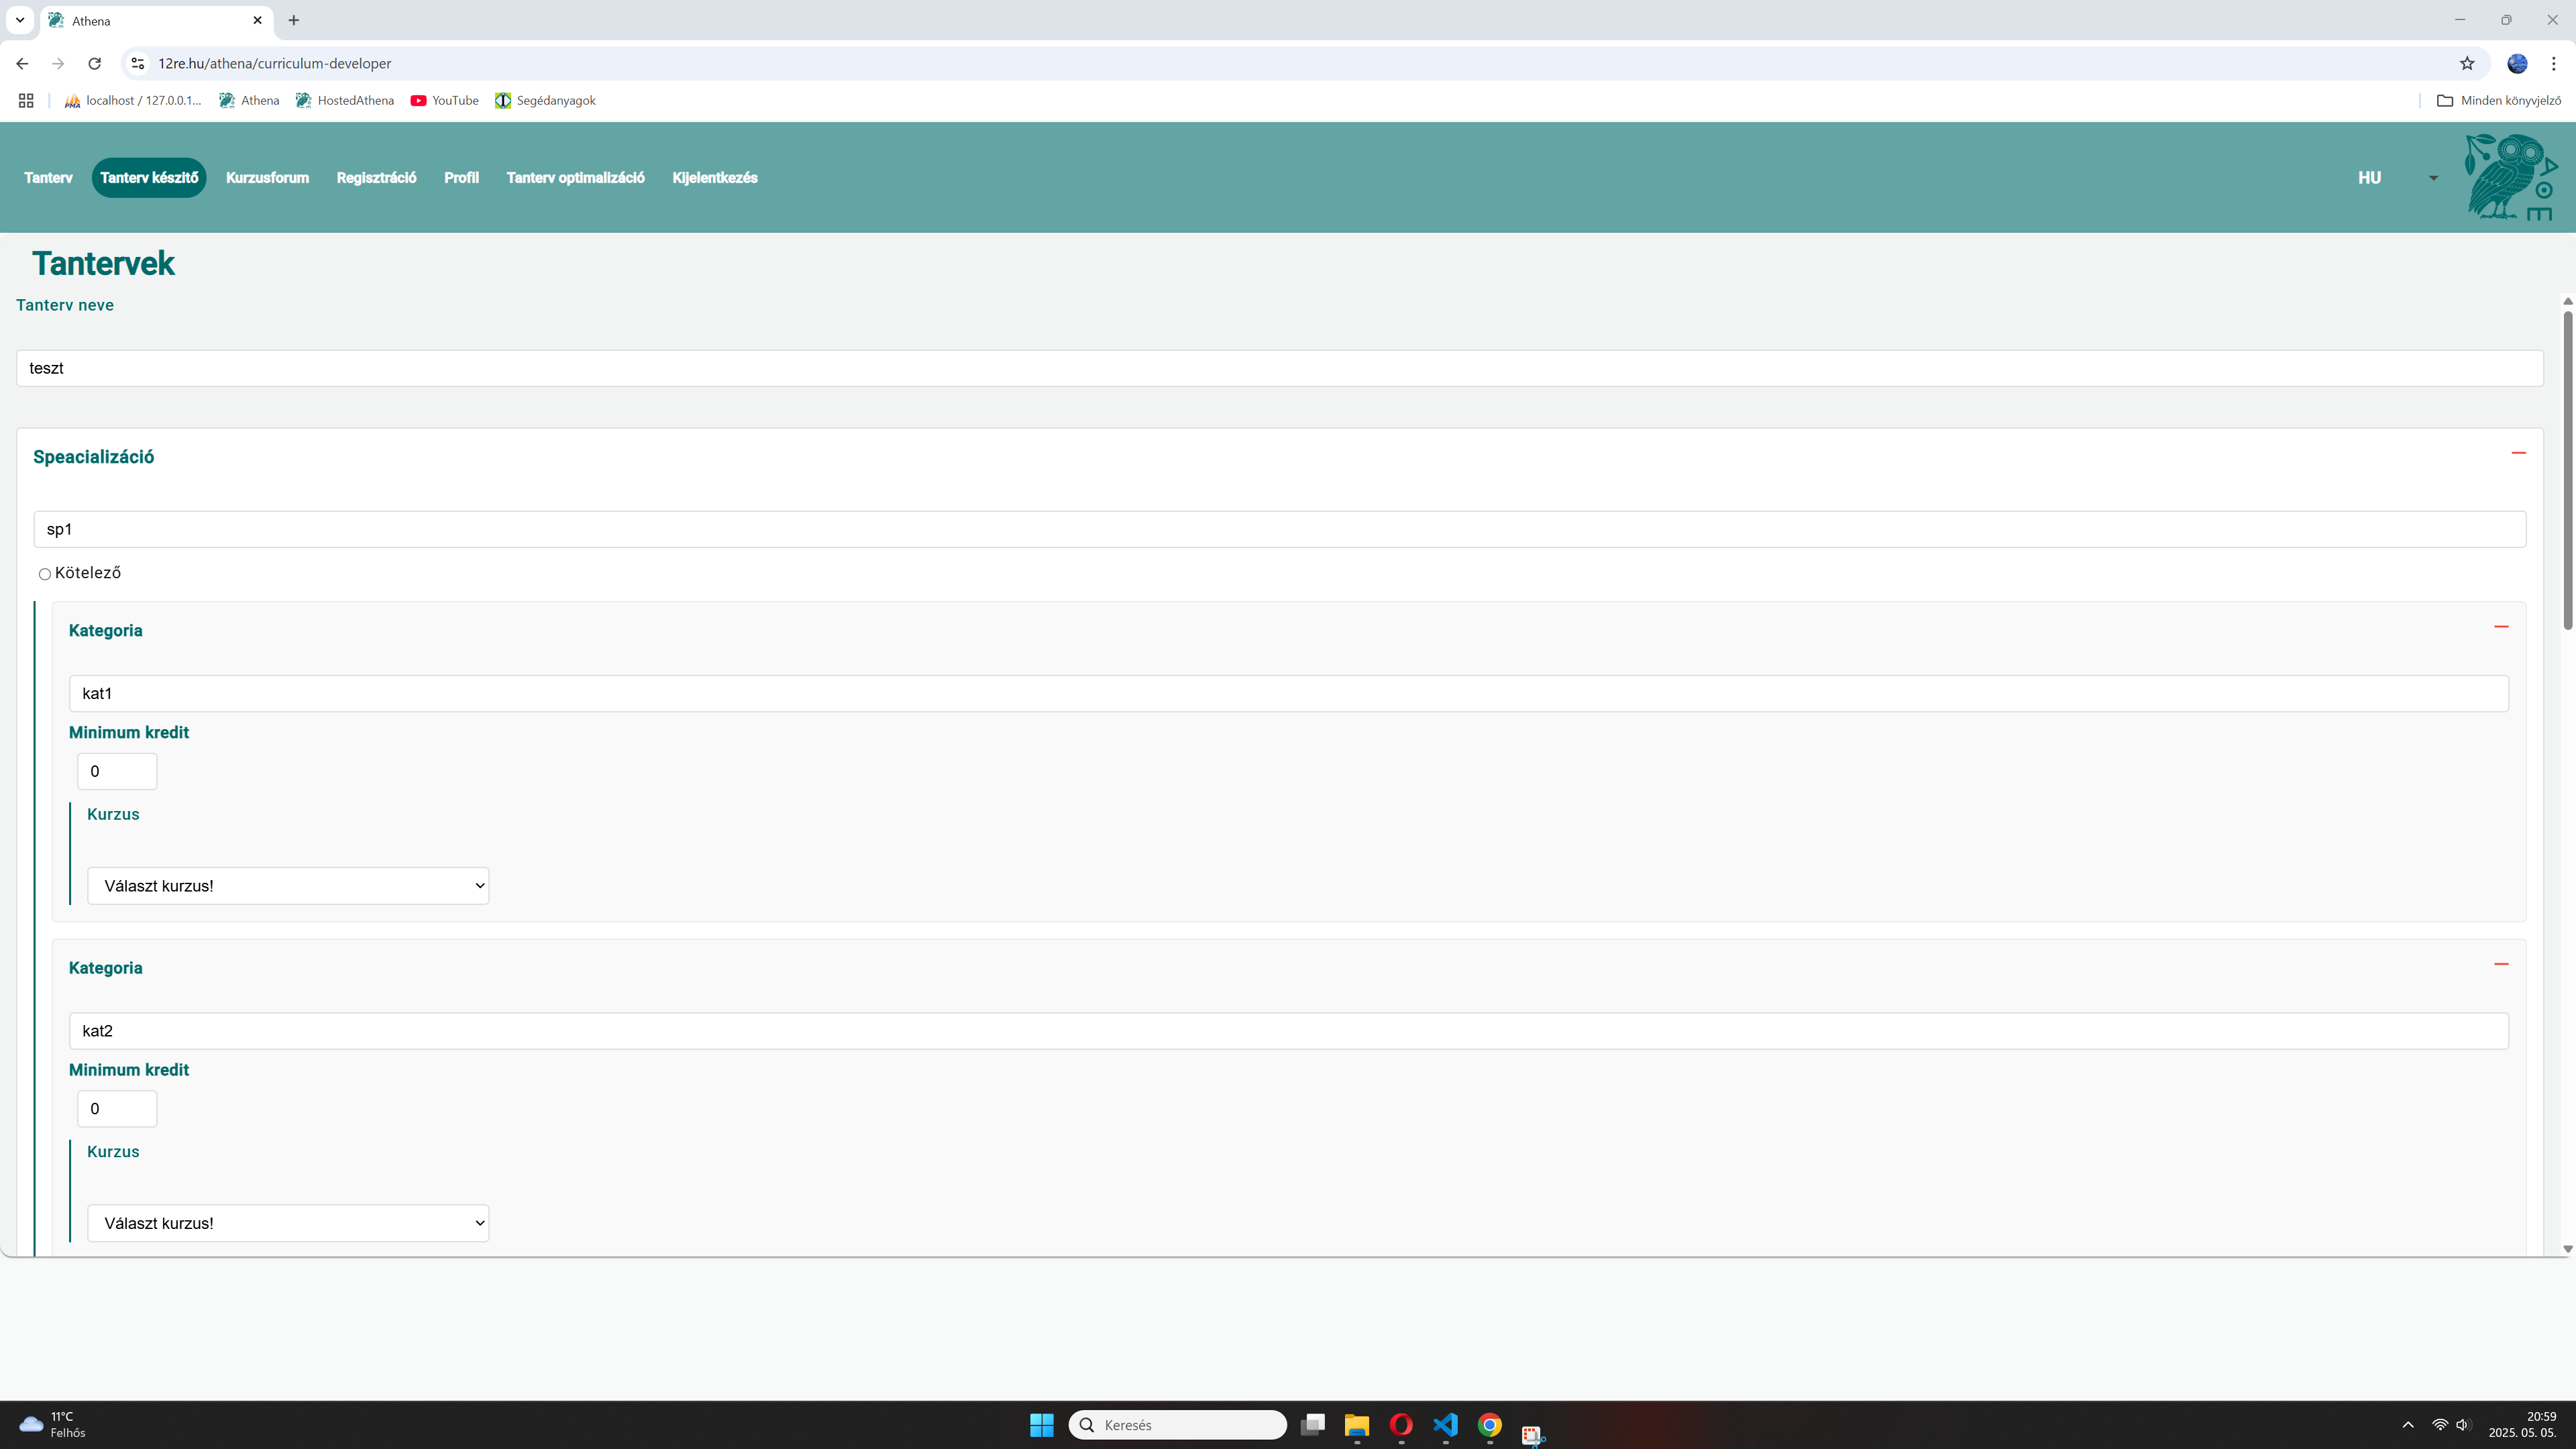 Athena
12re.hu/athena/curriculum-developer
localhost / 127.0.0.1...
Athena
HostedAthena
YouTube
Segédanyagok
Minden könyvjelző
Tanterv
Tanterv készítő
Kurzusforum
Regisztráció
Profil
Tanterv optimalizáció
Kijelentkezés
HU
ΑΘΕ
Tantervek
Tanterv neve
teszt
Speacializáció
sp1
Kötelező
Kategoria
kat1
Minimum kredit
0
Kurzus
Választ kurzus!
Kategoria
kat2
Minimum kredit
0
Kurzus
Választ kurzus!
11°C
Felhős
Keresés
20:59
2025. 05. 05.